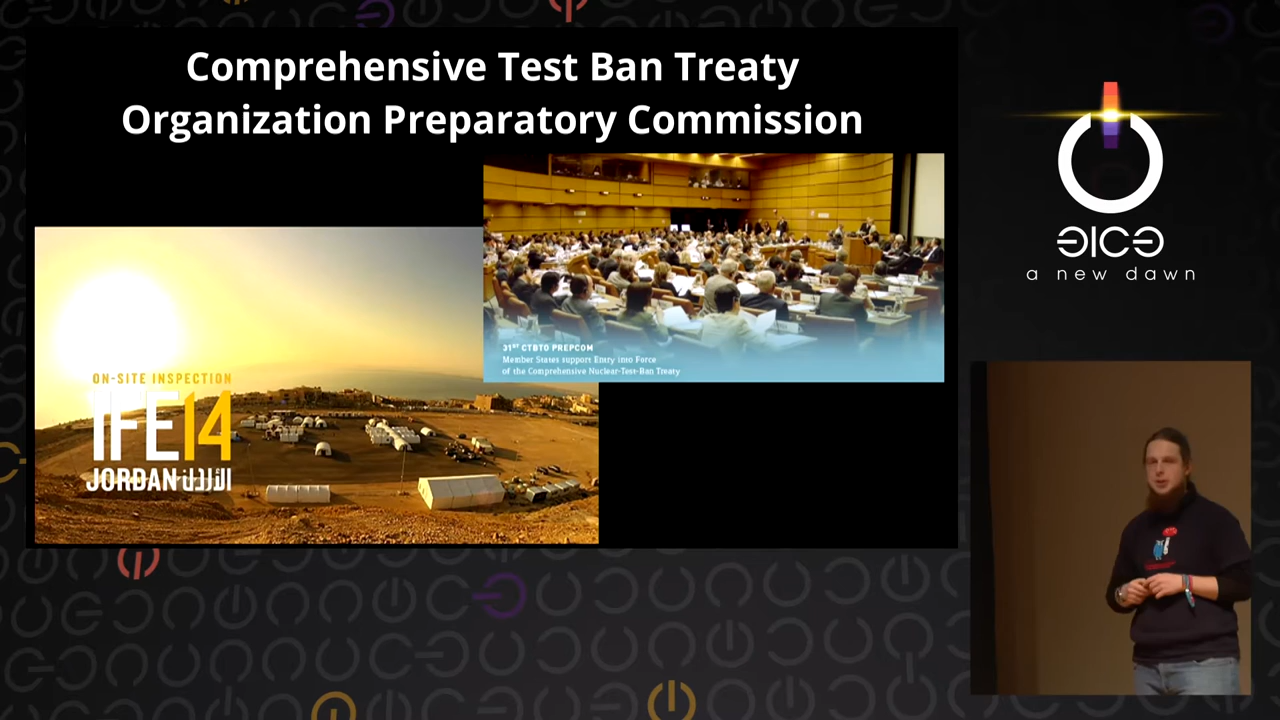 Comprehensive Test Ban Treaty
Organization Preparatory Commission
31ST CTBTO PREPCOM
Member States support Entry into Force
of the Comprehensive Nuclear-Test-Ban Treaty
ON-SITE INSPECTION
IFE14
JORDAN الأردن
31C3
a new dawn